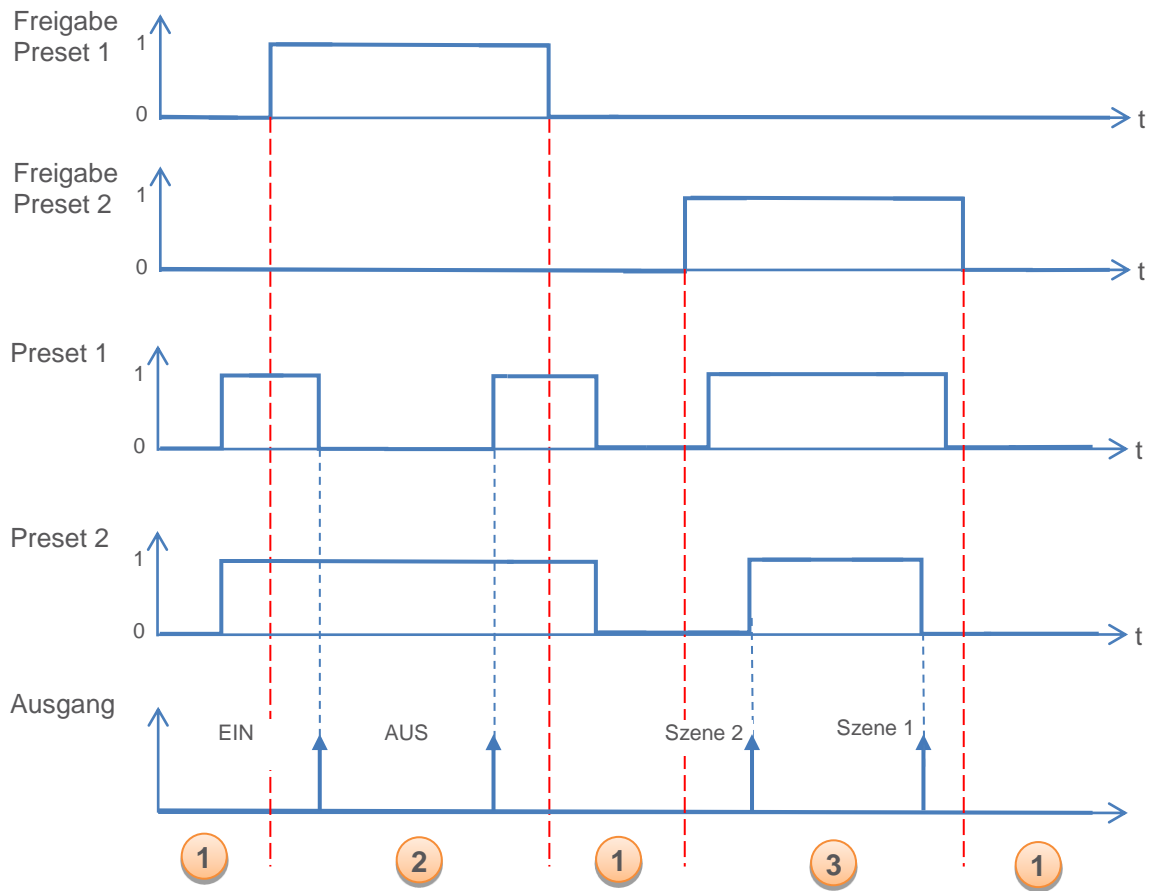 Freigabe
Preset 1
1
0
t
Freigabe
Preset 2
1
0
t
Preset 1
1
0
t
Preset 2
1
0
t
Ausgang
EIN
AUS
Szene 2
Szene 1
1
2
1
3
1